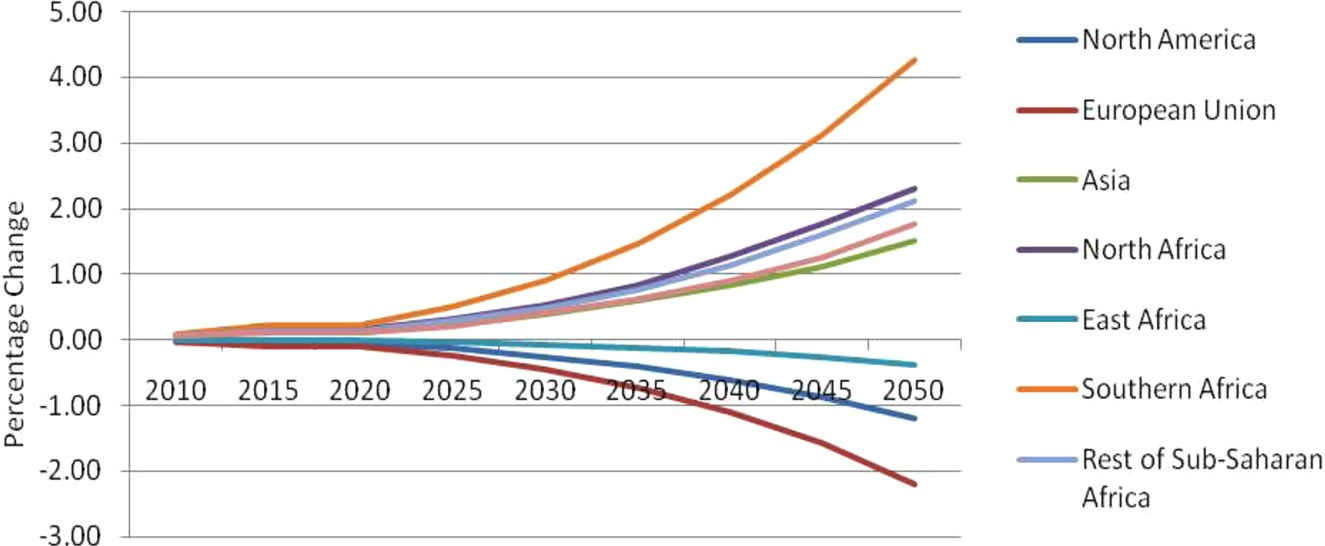 5.00
4.00
3.00
2.00
1.00
0.00
-1.00
-2.00
-3.00
Percentage Change
2010 2015 2020 2025 2030 2035 2040 2045 2050
North America
European Union
Asia
North Africa
East Africa
Southern Africa
Rest of Sub-Saharan
Africa